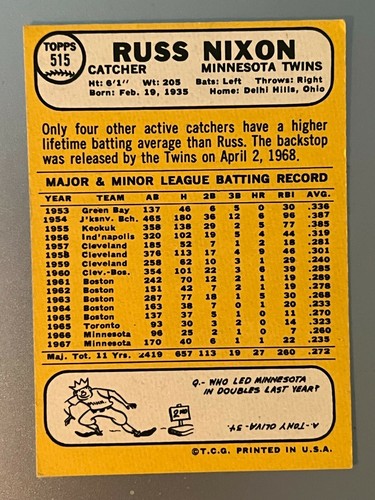 TOPPS
515
RUSS NIXON
CATCHER MINNESOTA TWINS
Ht: 6'1" Wt: 205 Bats: Left Throws: Right
Born: Feb. 19, 1935 Home: Delhi Hills, Ohio
Only four other active catchers have a higher
lifetime batting average than Russ. The backstop
was released by the Twins on April 2, 1968.
MAJOR & MINOR LEAGUE BATTING RECORD
YEAR TEAM AB H 2B 3B HR RBI AVG.
1953 Green Bay 137 46 8 5 0 30 .336
1954 J'ksnv. Bch. 465 180 36 12 6 96 .387
1955 Keokuk 358 138 29 2 5 77 .385
1956 Ind'napolis 320 102 19 5 4 44 .319
1957 Cleveland 185 52 7 1 2 18 .281
1958 Cleveland 376 113 17 4 9 46 .301
1959 Cleveland 258 62 10 3 1 29 .240
1960 Clev.-Bos. 354 101 22 3 6 39 .285
1961 Boston 242 70 12 2 1 19 .289
1962 Boston 151 42 7 2 1 19 .278
1963 Boston 287 77 18 1 5 30 .268
1964 Boston 163 38 7 0 1 20 .233
1965 Boston 137 37 5 1 0 11 .270
1965 Toronto 93 30 3 2 0 14 .323
1966 Minnesota 96 25 2 1 0 7 .260
1967 Minnesota 170 40 6 1 1 22 .235
Maj. Tot. 11 Yrs. 2419 657 113 19 27 260 .272
Q.- WHO LED MINNESOTA
IN DOUBLES LAST YEAR?
2ND
A-TONY OLIVA - 34.
©T.C.G. PRINTED IN U.S.A.